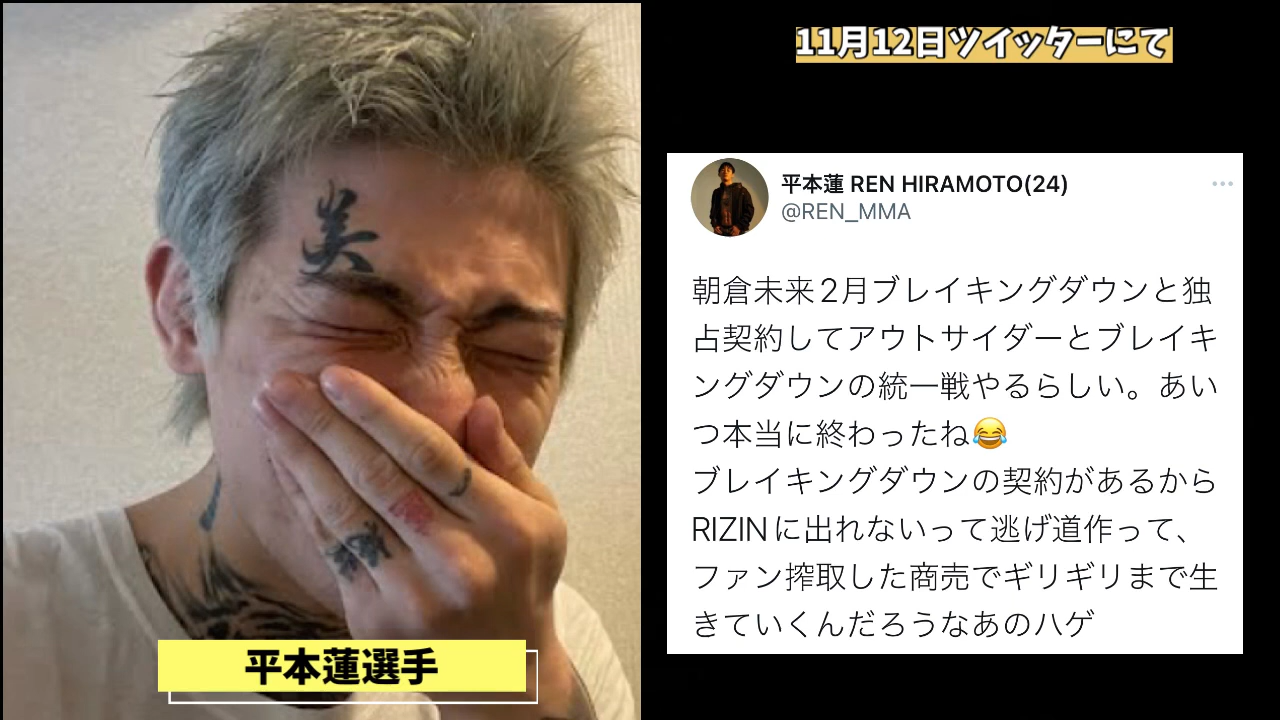 11月12日ツイッターにて
平本蓮 REN HIRAMOTO(24)
@REN_MMA
朝倉未来2月ブレイキングダウンと独
占契約してアウトサイダーとブレイキ
ングダウンの統一戦やるらしい。あい
つ本当に終わったね😂
ブレイキングダウンの契約があるから
RIZINに出れないって逃げ道作って、
ファン搾取した商売でギリギリまで生
きていくんだろうなあのハゲ
美
平本蓮選手